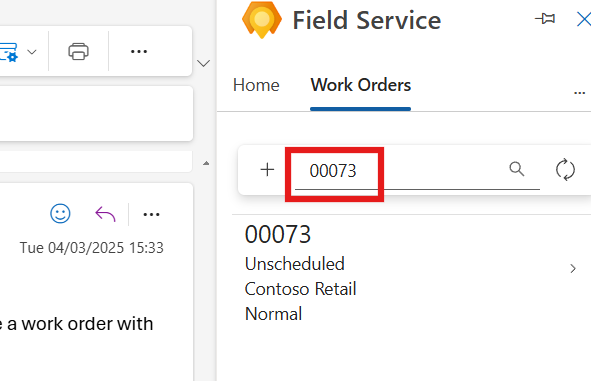 Field Service
Home Work Orders ...
00073
00073
Unscheduled
Contoso Retail
Normal
Tue 04/03/2025 15:33
a work order with